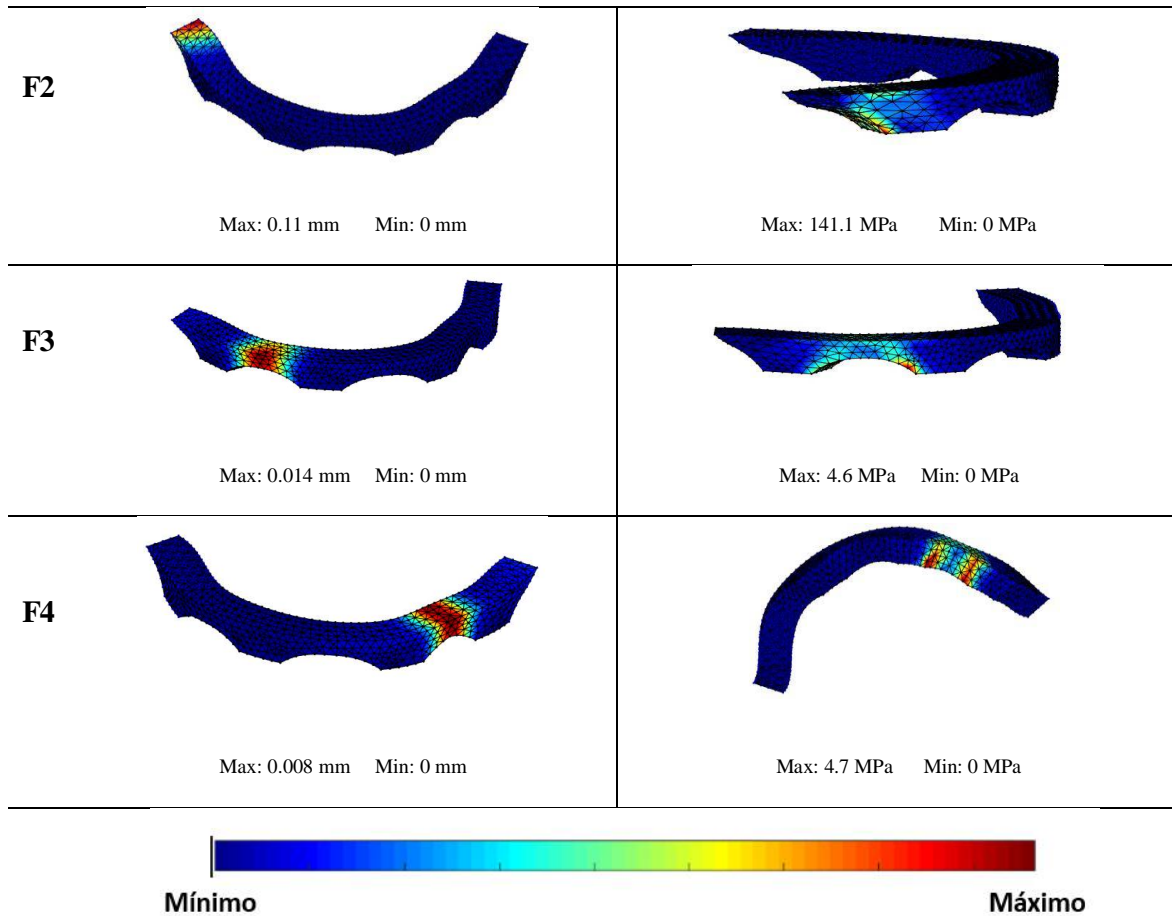 F2
Max: 0.11 mm Min: 0 mm
Max: 141.1 MPa Min: 0 MPa
F3
Max: 0.014 mm Min: 0 mm
Max: 4.6 MPa Min: 0 MPa
F4
Max: 0.008 mm Min: 0 mm
Max: 4.7 MPa Min: 0 MPa
Mínimo Máximo